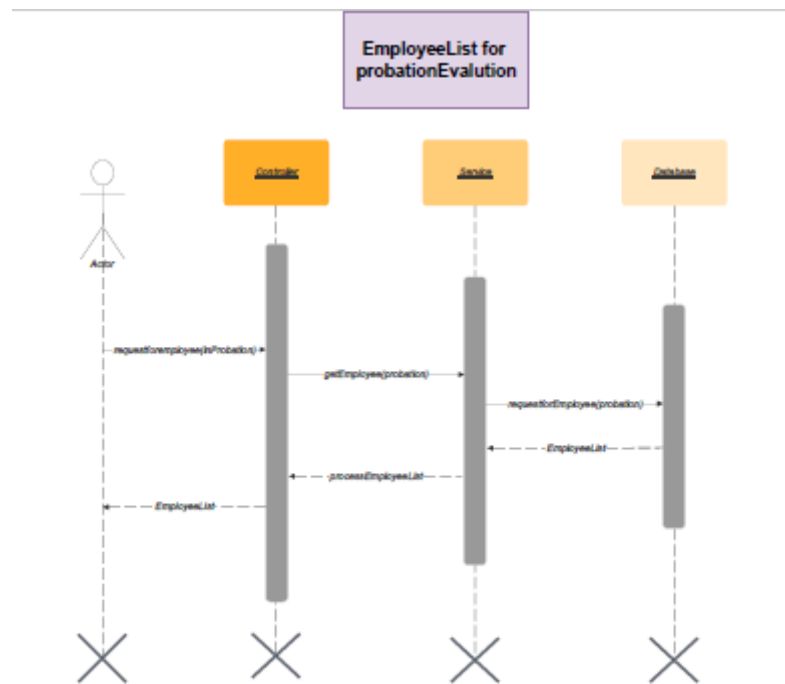 EmployeeList for
probationEvalution
Controller
Service
Database
Actor
requestforemployee(inProbation)
getEmployee(probation)
requestforEmployee(probation)
EmployeeList
processEmployeeList
EmployeeList